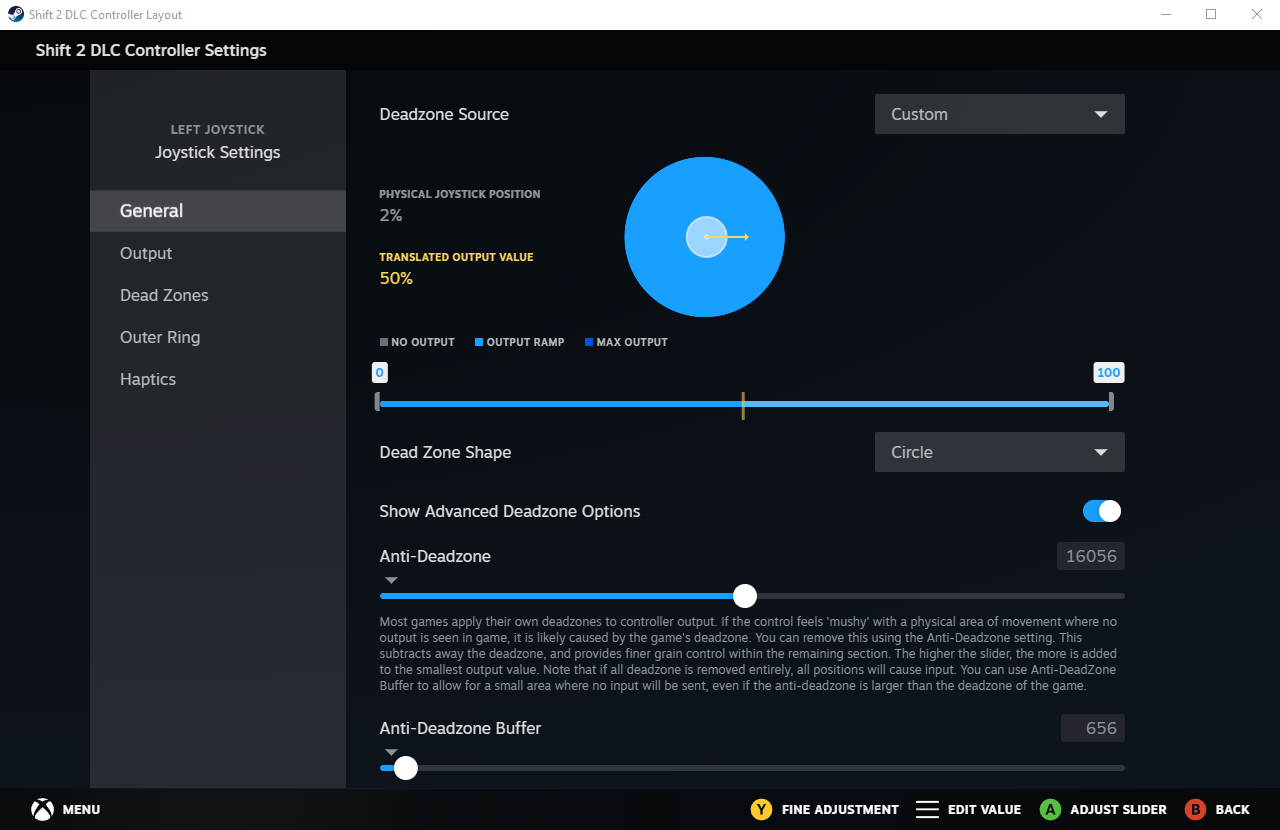 Shift 2 DLC Controller Layout
Shift 2 DLC Controller Settings
LEFT JOYSTICK
Joystick Settings
General
Output
Dead Zones
Outer Ring
Haptics
Deadzone Source
Custom
PHYSICAL JOYSTICK POSITION
2%
TRANSLATED OUTPUT VALUE
50%
NO OUTPUT OUTPUT RAMP MAX OUTPUT
0 100
Dead Zone Shape
Circle
Show Advanced Deadzone Options
Anti-Deadzone
16056
Most games apply their own deadzones to controller output. If the control feels 'mushy' with a physical area of movement where no
output is seen in game, it is likely caused by the game's deadzone. You can remove this using the Anti-Deadzone setting. This
subtracts away the deadzone, and provides finer grain control within the remaining section. The higher the slider, the more is added
to the smallest output value. Note that if all deadzone is removed entirely, all positions will cause input. You can use Anti-DeadZone
Buffer to allow for a small area where no input will be sent, even if the anti-deadzone is larger than the deadzone of the game.
Anti-Deadzone Buffer
656
MENU
Y FINE ADJUSTMENT EDIT VALUE A ADJUST SLIDER B BACK